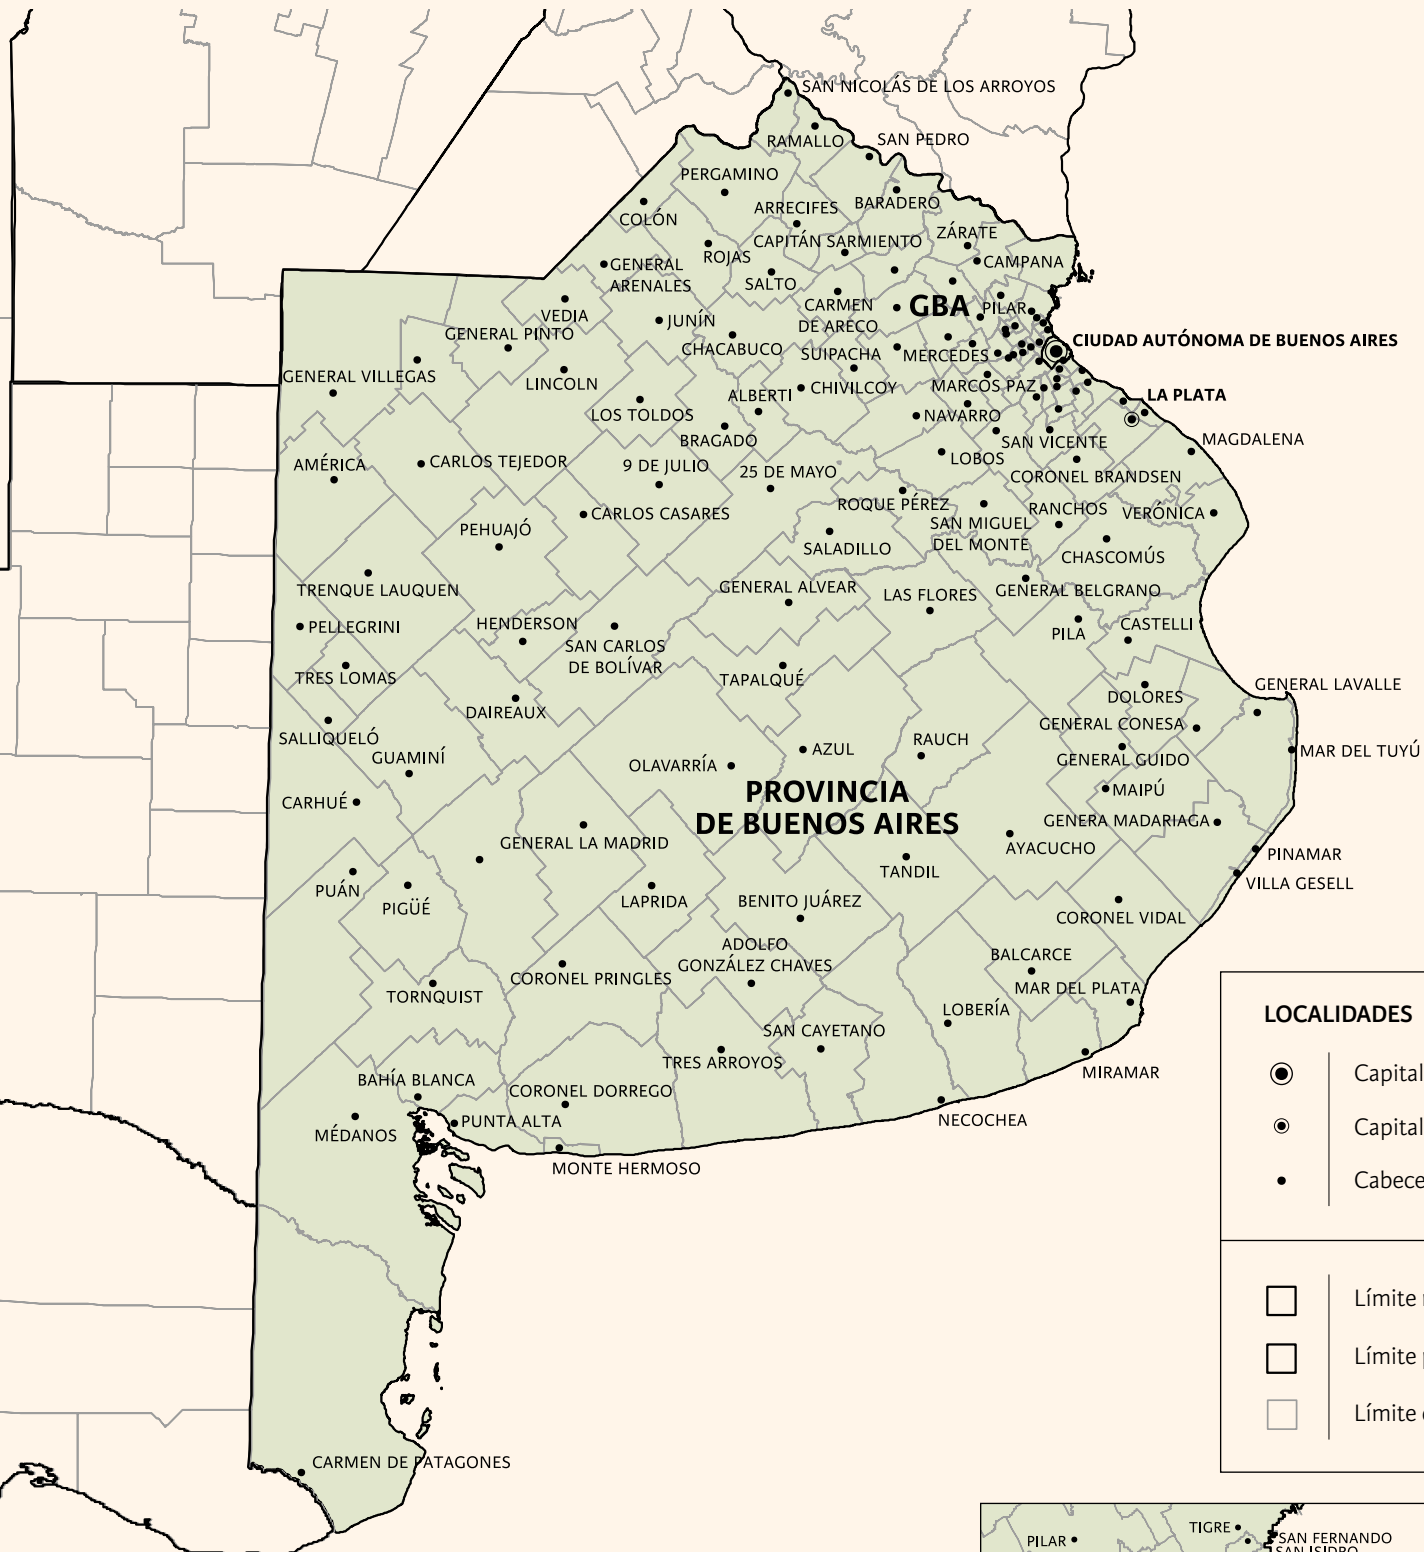 SAN NICOLÁS DE LOS ARROYOS
RAMALLO
SAN PEDRO
PERGAMINO
COLÓN
ARRECIFES
BARADERO
ROJAS
CAPITÁN SARMIENTO
ZÁRATE
GENERAL
ARENALES
SALTO
CAMPANA
VEDIA
JUNÍN
CARMEN
DE ARECO
GBA
PILAR
GENERAL PINTO
CHACABUCO
SUIPACHA
MERCEDES
CIUDAD AUTÓNOMA DE BUENOS AIRES
GENERAL VILLEGAS
LINCOLN
ALBERTI
CHIVILCOY
MARCOS PAZ
LA PLATA
LOS TOLDOS
BRAGADO
NAVARRO
SAN VICENTE
MAGDALENA
AMÉRICA
CARLOS TEJEDOR
9 DE JULIO
25 DE MAYO
LOBOS
CORONEL BRANDSEN
CARLOS CASARES
ROQUE PÉREZ
SAN MIGUEL
DEL MONTE
RANCHOS
VERÓNICA
PEHUAJÓ
SALADILLO
CHASCOMÚS
TRENQUE LAUQUEN
GENERAL ALVEAR
LAS FLORES
GENERAL BELGRANO
PELLEGRINI
HENDERSON
SAN CARLOS
DE BOLÍVAR
PILA
CASTELLI
TRES LOMAS
TAPALQUÉ
DAIREAUX
DOLORES
GENERAL LAVALLE
SALLIQUELÓ
GENERAL CONESA
GUAMINÍ
OLAVARRÍA
AZUL
RAUCH
GENERAL GUIDO
MAR DEL TUYÚ
CARHUÉ
PROVINCIA
DE BUENOS AIRES
MAIPÚ
GENERA MADARIAGA
GENERAL LA MADRID
AYACUCHO
PINAMAR
PUÁN
PIGÜÉ
LAPRIDA
BENITO JUÁREZ
TANDIL
VILLA GESELL
CORONEL VIDAL
ADOLFO
GONZÁLEZ CHAVES
BALCARCE
TORNQUIST
CORONEL PRINGLES
MAR DEL PLATA
LOBERÍA
SAN CAYETANO
TRES ARROYOS
MIRAMAR
BAHÍA BLANCA
CORONEL DORREGO
NECOCHEA
MÉDANOS
PUNTA ALTA
MONTE HERMOSO
CARMEN DE PATAGONES
LOCALIDADES
Capital
Capital
Cabece
Límite
Límite
Límite
PILAR
TIGRE
SAN FERNANDO
SAN ISIDRO